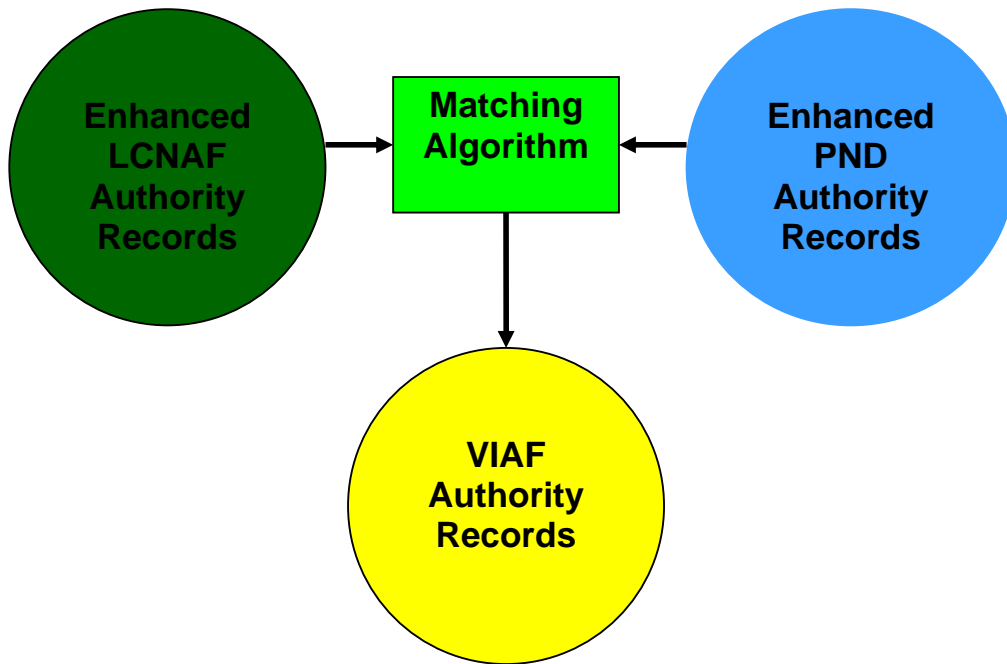 Enhanced
LCNAF
Authority
Records
Matching
Algorithm
Enhanced
PND
Authority
Records
VIAF
Authority
Records